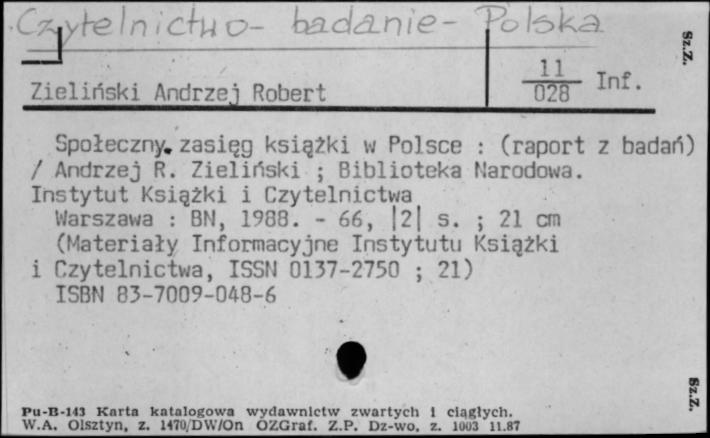 Czytelnictwo - badanie - Polska
Sz.Z.
Zieliński Andrzej Robert
11
028 Inf.
Społeczny zasięg książki w Polsce : (raport z badań)
/ Andrzej R. Zieliński ; Biblioteka Narodowa.
Instytut Książki i Czytelnictwa
Warszawa : BN, 1988. - 66, |2| s. ; 21 cm
(Materiały Informacyjne Instytutu Książki
i Czytelnictwa, ISSN 0137-2750 ; 21)
ISBN 83-7009-048-6
Sz.Z.
Pu-B-143 Karta katalogowa wydawnictw zwartych i ciągłych.
W.A. Olsztyn, z. 1470/DW/On OZGraf. Z.P. Dz-wo, z. 1003 11.87